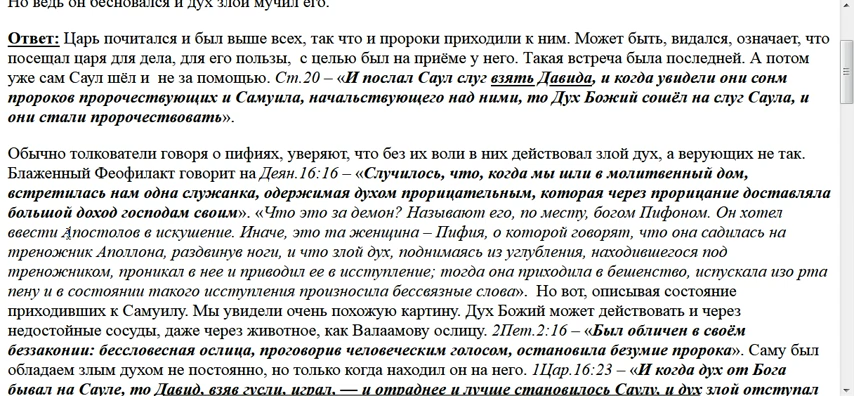 Но ведь он бесновался и дух злой мучил его.
Ответ: Царь почитался и был выше всех, так что и пророки приходили к ним. Может быть, видался, означает, что
посещал царя для дела, для его пользы,  с целью был на приёме у него. Такая встреча была последней. А потом
уже сам Саул шёл и  не за помощью. Ст.20 – «И послал Саул слуг взять Давида, и когда увидели они сонм
пророков пророчествующих и Самуила, начальствующего над ними, то Дух Божий сошёл на слуг Саула, и
они стали пророчествовать».
Обычно толкователи говоря о пифиях, уверяют, что без их воли в них действовал злой дух, а верующих не так.
Блаженный Феофилакт говорит на Деян.16:16 – «Случилось, что, когда мы шли в молитвенный дом,
встретилась нам одна служанка, одержимая духом прорицательным, которая через прорицание доставляла
большой доход господам своим». «Что это за демон? Называют его, по месту, богом Пифоном. Он хотел
ввести Апостолов в искушение. Иначе, это та женщина – Пифия, о которой говорят, что она садилась на
треножник Аполлона, раздвинув ноги, и что злой дух, поднимаясь из углубления, находившегося под
треножником, проникал в нее и приводил ее в исступление; тогда она приходила в бешенство, испускала изо рта
пену и в состоянии такого исступления произносила бессвязные слова».  Но вот, описывая состояние
приходивших к Самуилу. Мы увидели очень похожую картину. Дух Божий может действовать и через
недостойные сосуды, даже через животное, как Валаамову ослицу. 2Пет.2:16 – «Был обличен в своём
беззаконии: бессловесная ослица, проговорив человеческим голосом, остановила безумие пророка». Саму был
обладаем злым духом не постоянно, но только когда находил он на него. 1Цар.16:23 – «И когда дух от Бога
бывал на Сауле, то Давид, взяв гусли, играл, — и отраднее и лучше становилось Саулу, и дух злой отступал